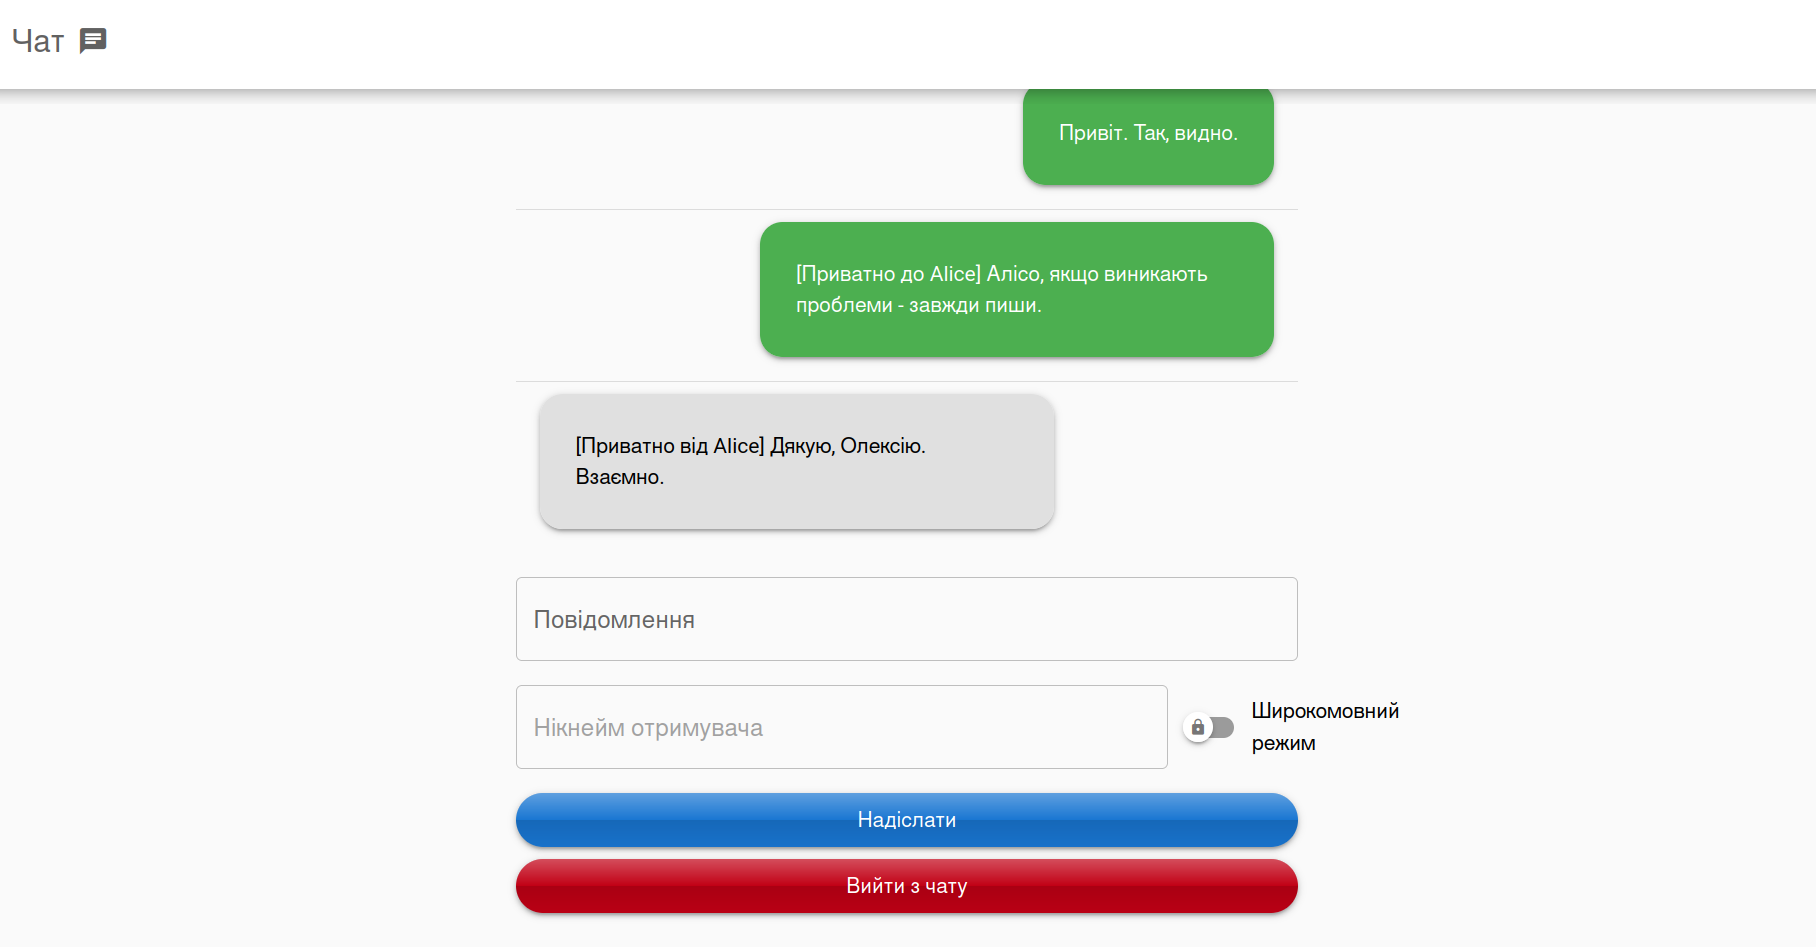 Чат
Привіт. Так, видно.
[Приватно до Alice] Алісо, якщо виникають
проблеми - завжди пиши.
[Приватно від Alice] Дякую, Олексію.
Взаємно.
Повідомлення
Нікнейм отримувача
Широкомовний
режим
Надіслати
Вийти з чату